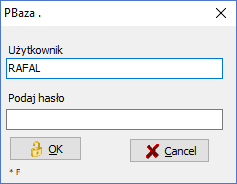 PBaza .
Użytkownik
RAFAL
Podaj hasło
OK Cancel
* F